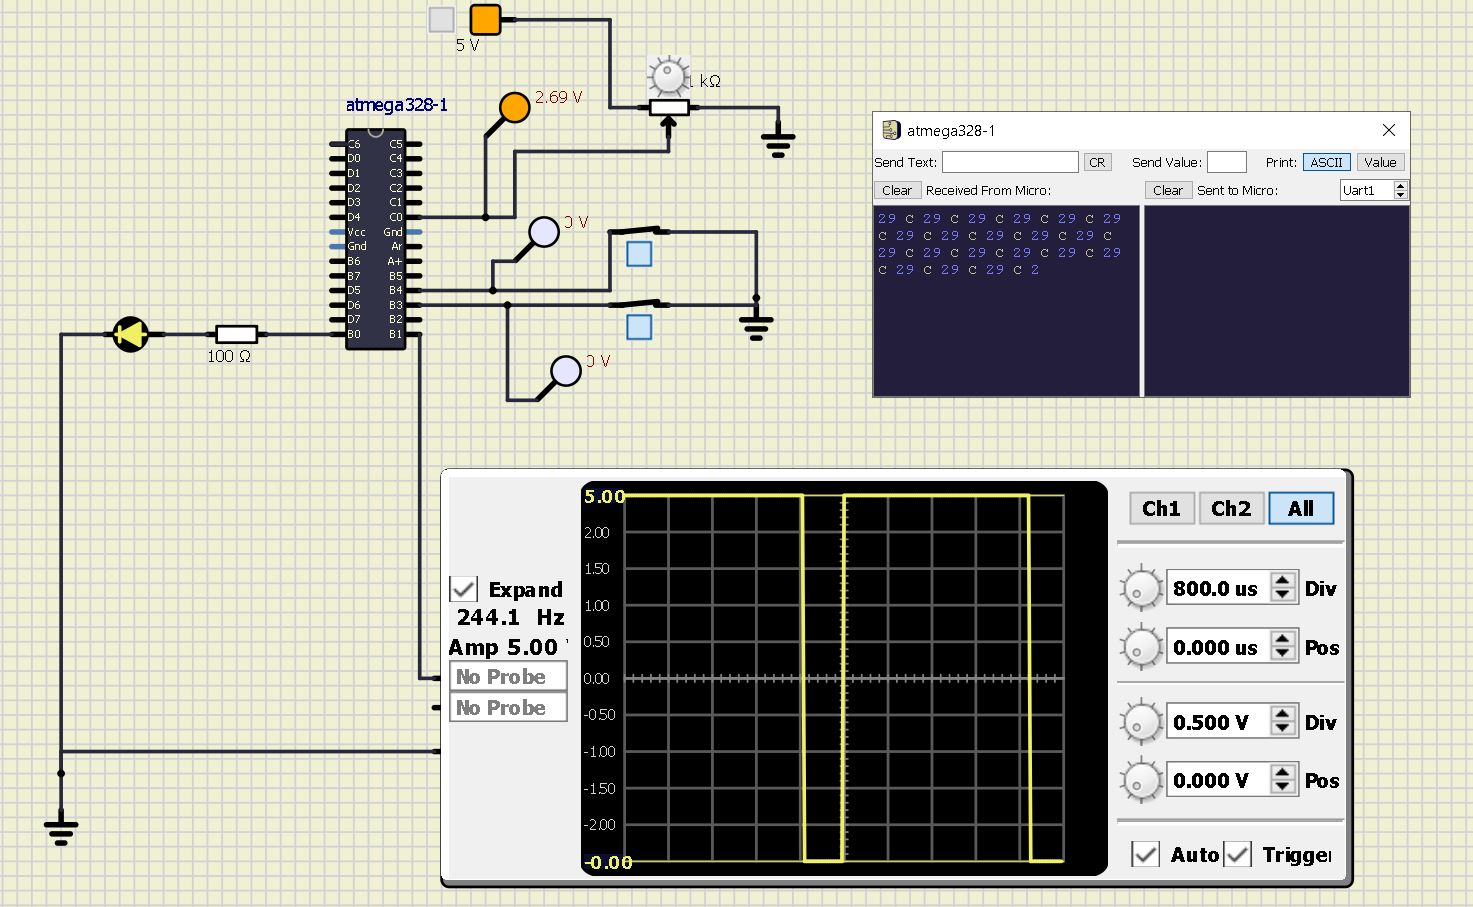 5 V
1 kΩ
2.69 V
atmega328-1
C6 C5
D0 C4
D1 C3
D2 C2
D3 C1
D4 C0
Vcc Gnd
Gnd Ar
B6 A+
B7 B5
D5 B4
D6 B3
D7 B2
B0 B1
0 V
0 V
100 Ω
atmega328-1
Send Text: CR Send Value: Print: ASCII Value
Clear Received From Micro: Clear Sent to Micro: Uart1
29 C 29 C 29 C 29 C 29 C 29
C 29 C 29 C 29 C 29 C 29 C
29 C 29 C 29 C 29 C 29 C 29
C 29 C 29 C 29 C 2
Expand
244.1 Hz
Amp 5.00
No Probe
No Probe
5.00
2.00
1.50
1.00
0.50
0.00
-0.50
-1.00
-1.50
-2.00
-0.00
Ch1 Ch2 All
800.0 us Div
0.000 us Pos
0.500 V Div
0.000 V Pos
Auto Trigger